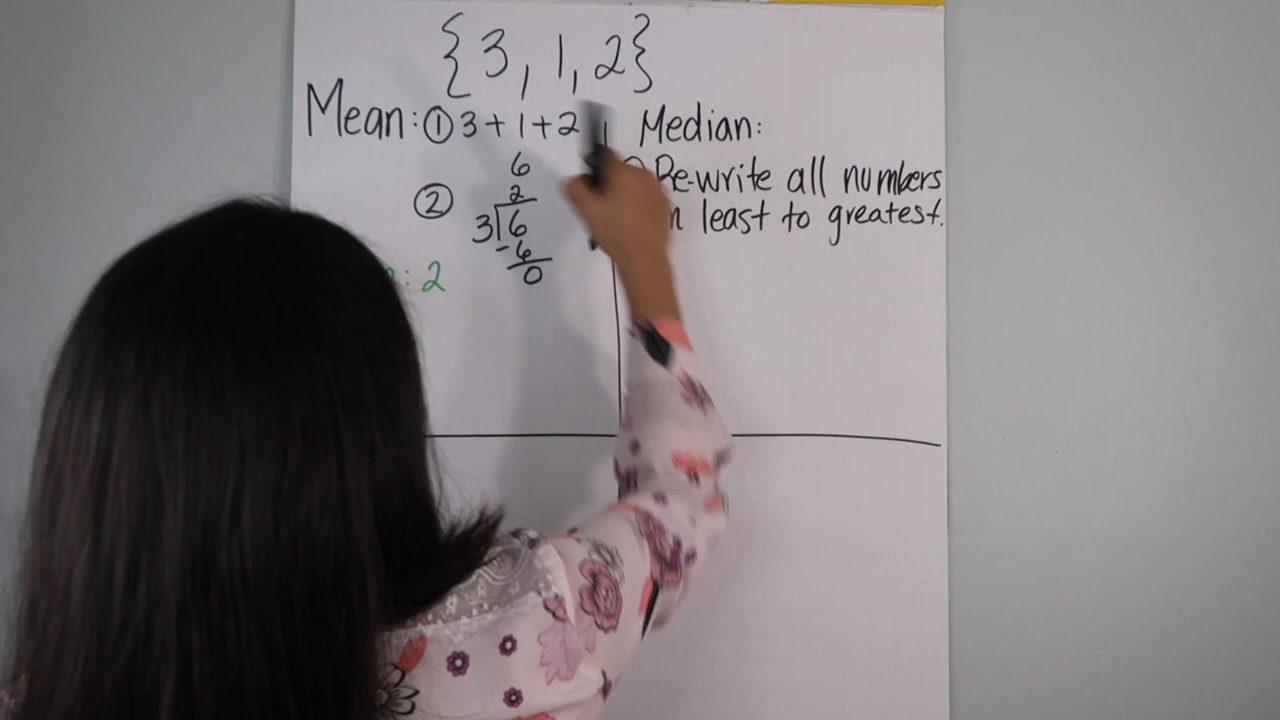 {3, 1, 2}
Mean: ① 3 + 1 + 2
6
② 2
3 6
- 6
0
: 2
Median:
Re-write all numbers
least to greatest.